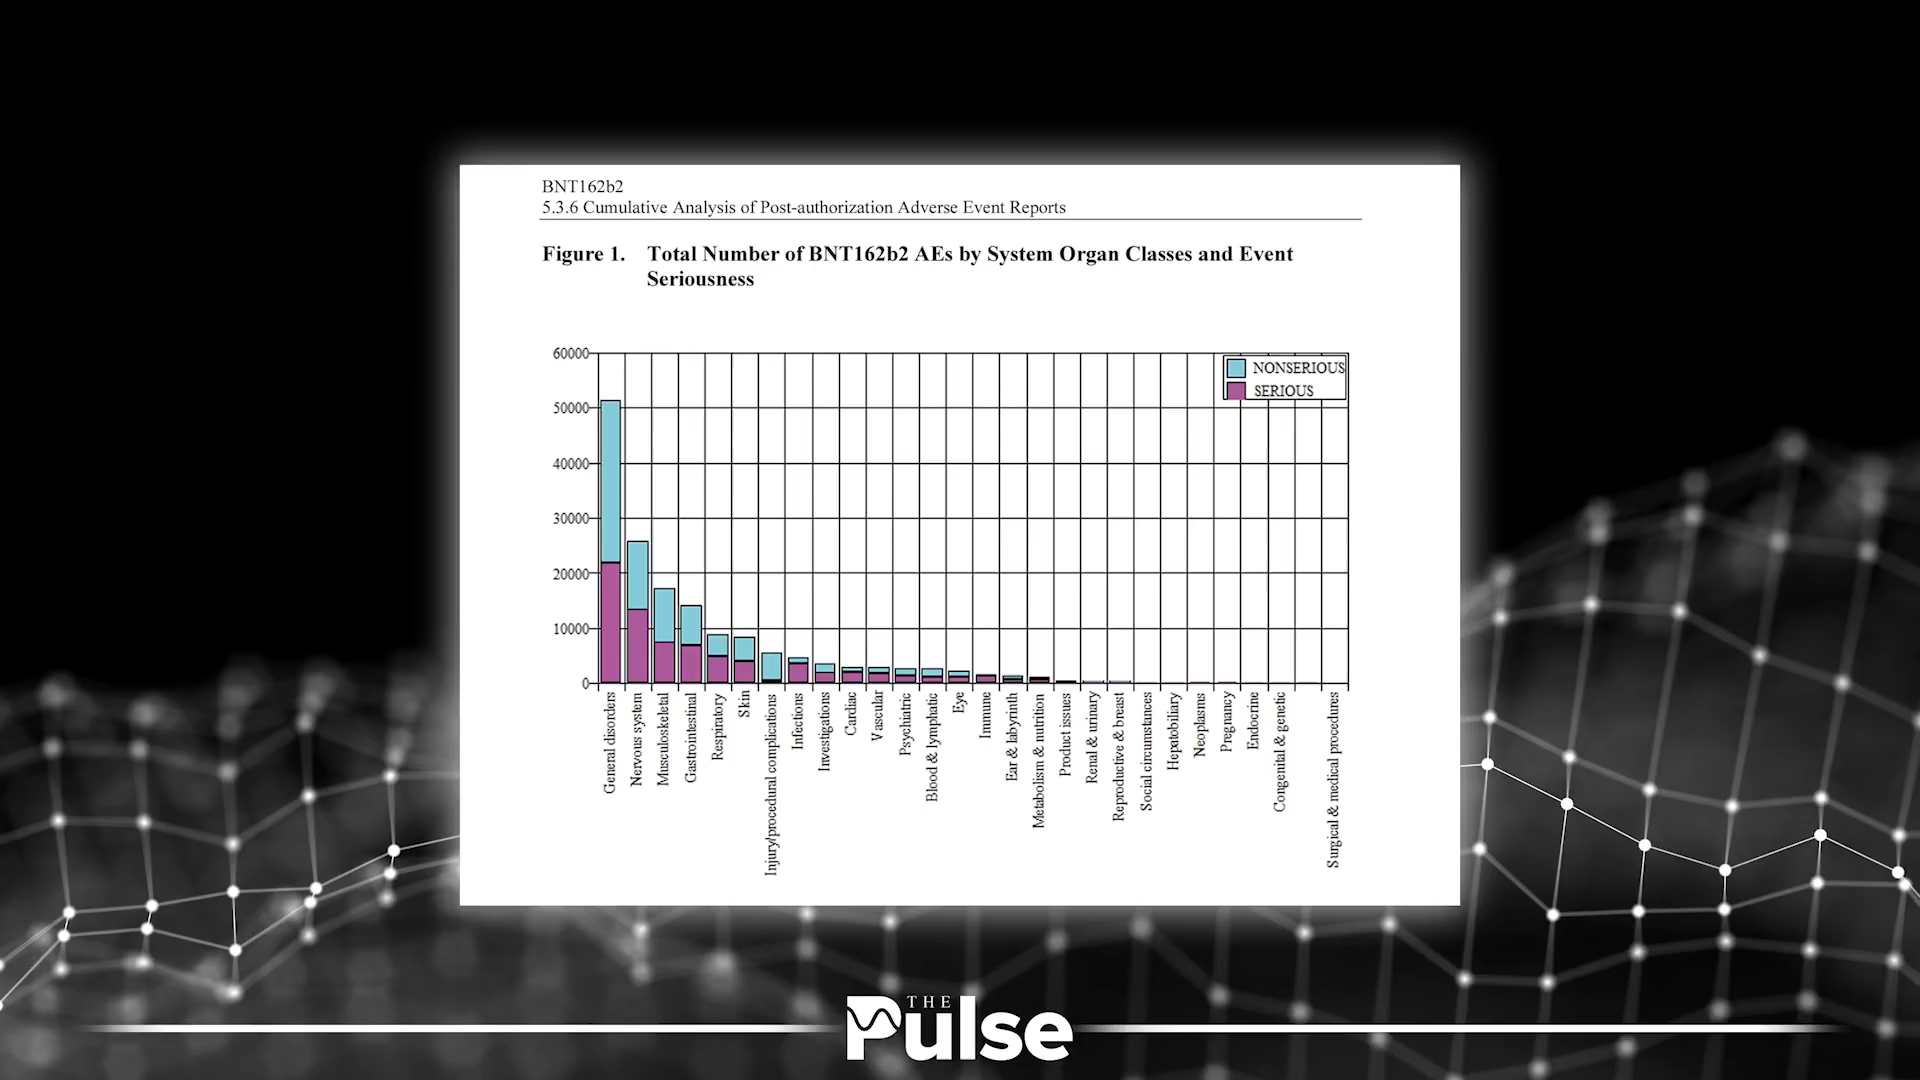 BNT162b2
5.3.6 Cumulative Analysis of Post-authorization Adverse Event Reports
Figure 1. Total Number of BNT162b2 AEs by System Organ Classes and Event
Seriousness
60000
50000
40000
30000
20000
10000
0
NONSERIOUS
SERIOUS
General disorders
Nervous system
Musculoskeletal
Gastrointestinal
Respiratory
Skin
Injury/procedural complications
Infections
Investigations
Cardiac
Vascular
Psychiatric
Blood & lymphatic
Eye
Immune
Ear & labyrinth
Metabolism & nutrition
Product issues
Renal & urinary
Reproductive & breast
Social circumstances
Hepatobiliary
Neoplasms
Pregnancy
Endocrine
Congenital & genetic
Surgical & medical procedures
THE
Pulse